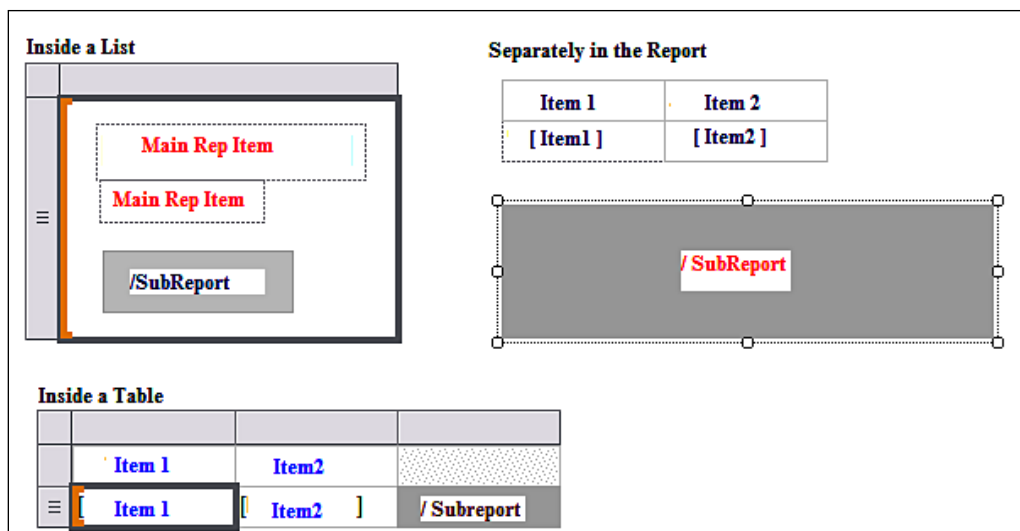 Inside a List
Main Rep Item
Main Rep Item
/SubReport
Separately in the Report
Item 1 Item 2
[ Item1 ] [ Item2 ]
/ SubReport
Inside a Table
Item 1 Item2
[ Item 1 [ Item2 ] / Subreport